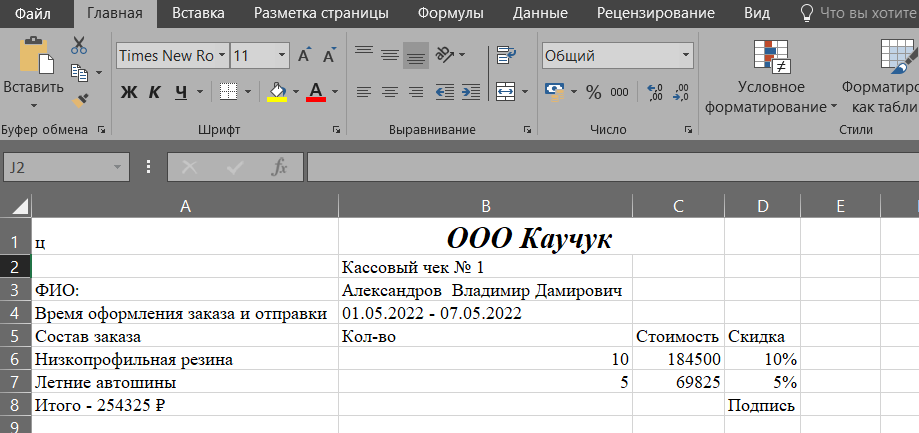 Файл Главная Вставка Разметка страницы Формулы Данные Рецензирование Вид Что вы хотите
Times New Ro 11 Общий
Вставить Ж К Ч А % 000 Условное форматирование Форматиро как табли
Буфер обмена Шрифт Выравнивание Число Стили
J2 fx
A B C D E
1 ц ООО Каучук
2 Кассовый чек № 1
3 ФИО: Александров Владимир Дамирович
4 Время оформления заказа и отправки 01.05.2022 - 07.05.2022
5 Состав заказа Кол-во Стоимость Скидка
6 Низкопрофильная резина 10 184500 10%
7 Летние автошины 5 69825 5%
8 Итого - 254325 ₽ Подпись
9